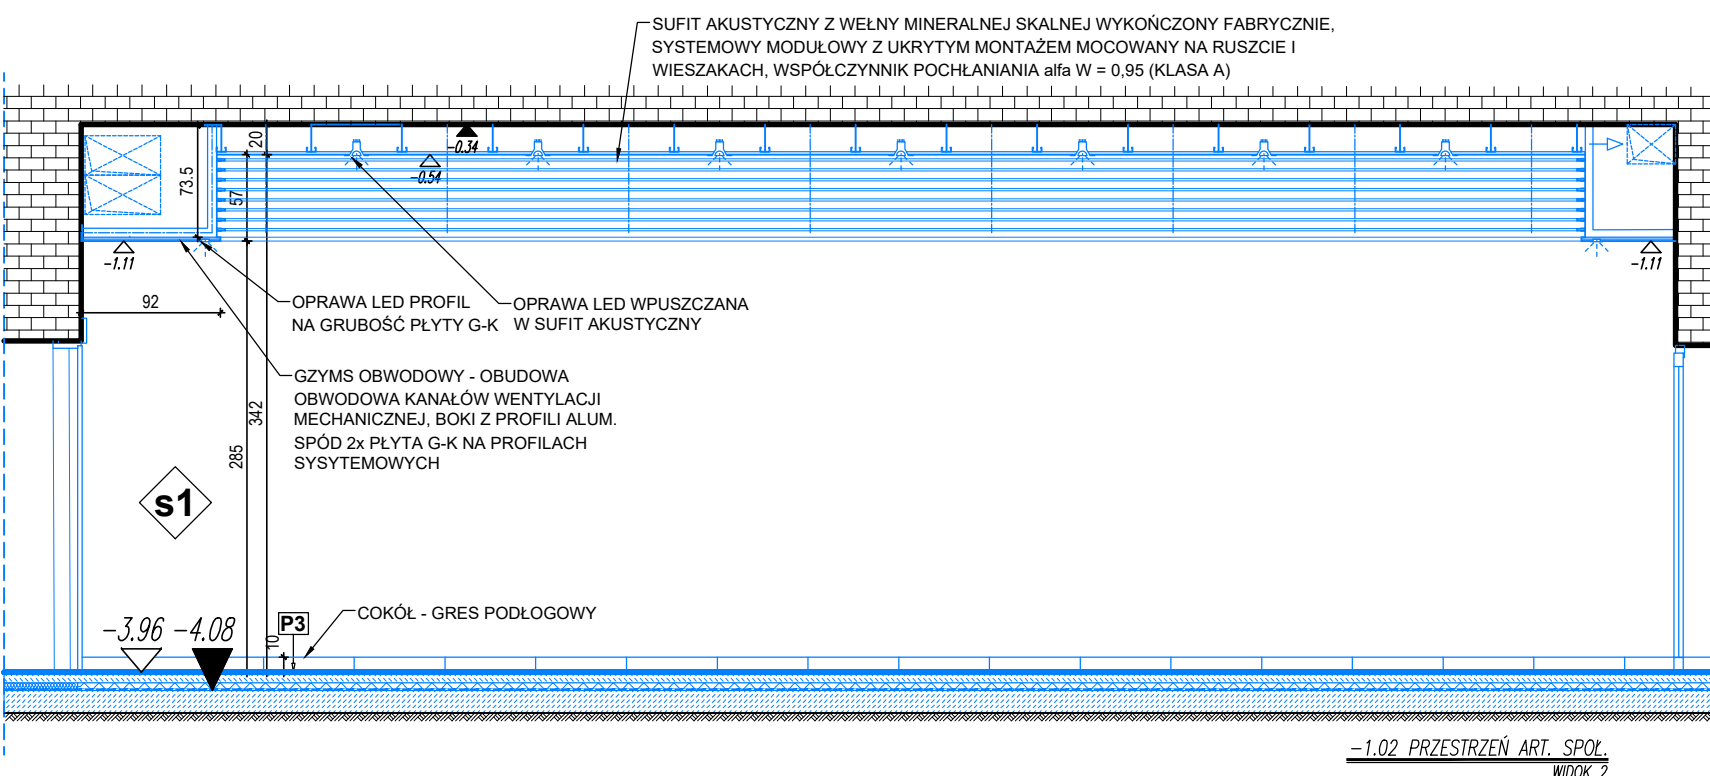 SUFIT AKUSTYCZNY Z WEŁNY MINERALNEJ SKALNEJ WYKOŃCZONY FABRYCZNIE,
SYSTEMOWY MODUŁOWY Z UKRYTYM MONTAŻEM MOCOWANY NA RUSZCIE I
WIESZAKACH, WSPÓŁCZYNNIK POCHŁANIANIA alfa W = 0,95 (KLASA A)
20
-0.34
-0.54
73.5
57
-1.11
-1.11
92
OPRAWA LED PROFIL
NA GRUBOŚĆ PŁYTY G-K
OPRAWA LED WPUSZCZANA
W SUFIT AKUSTYCZNY
GZYMS OBWODOWY - OBUDOWA
OBWODOWA KANAŁÓW WENTYLACJI
MECHANICZNEJ, BOKI Z PROFILI ALUM.
SPÓD 2x PŁYTA G-K NA PROFILACH
SYSYTEMOWYCH
342
285
s1
COKÓŁ - GRES PODŁOGOWY
P3
10
-3.96 -4.08
-1.02 PRZESTRZEŃ ART. SPOŁ.
WIDOK 2